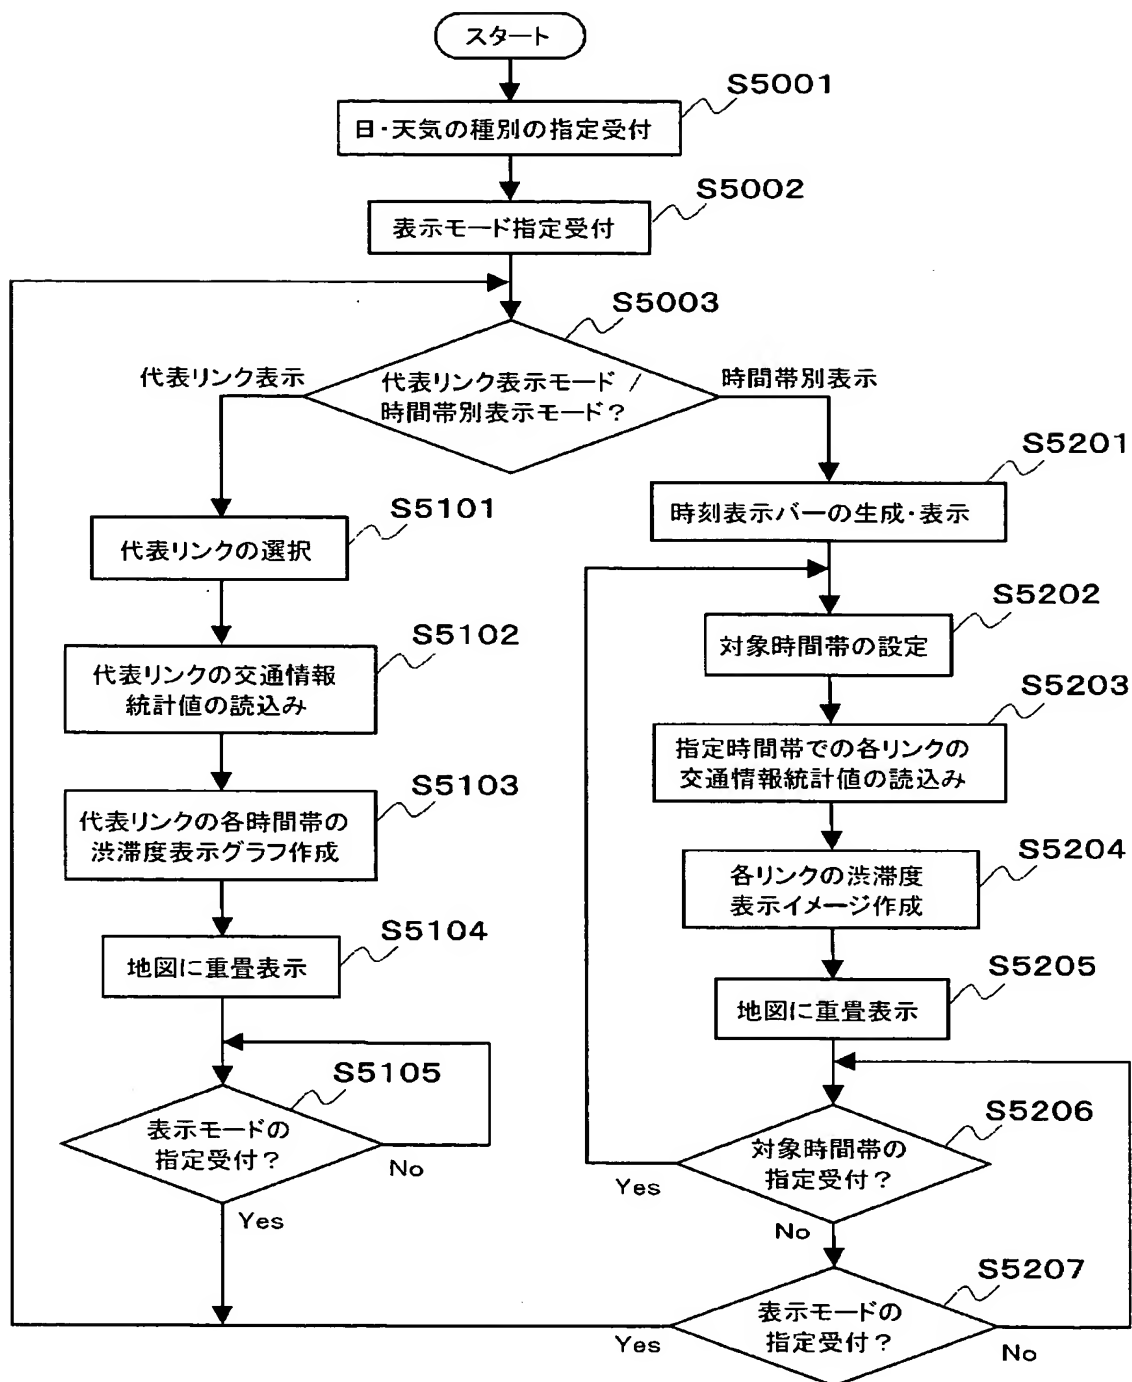 スタート
S5001
日・天気の種別の指定受付
S5002
表示モード指定受付
S5003
代表リンク表示
代表リンク表示モード /
時間帯別表示モード?
時間帯別表示
S5101
代表リンクの選択
S5102
代表リンクの交通情報
統計値の読込み
S5103
代表リンクの各時間帯の
渋滞度表示グラフ作成
S5104
地図に重畳表示
S5105
表示モードの
指定受付?
No
Yes
S5201
時刻表示バーの生成・表示
S5202
対象時間帯の設定
S5203
指定時間帯での各リンクの
交通情報統計値の読込み
S5204
各リンクの渋滞度
表示イメージ作成
S5205
地図に重畳表示
S5206
対象時間帯の
指定受付?
Yes
No
S5207
表示モードの
指定受付?
Yes
No